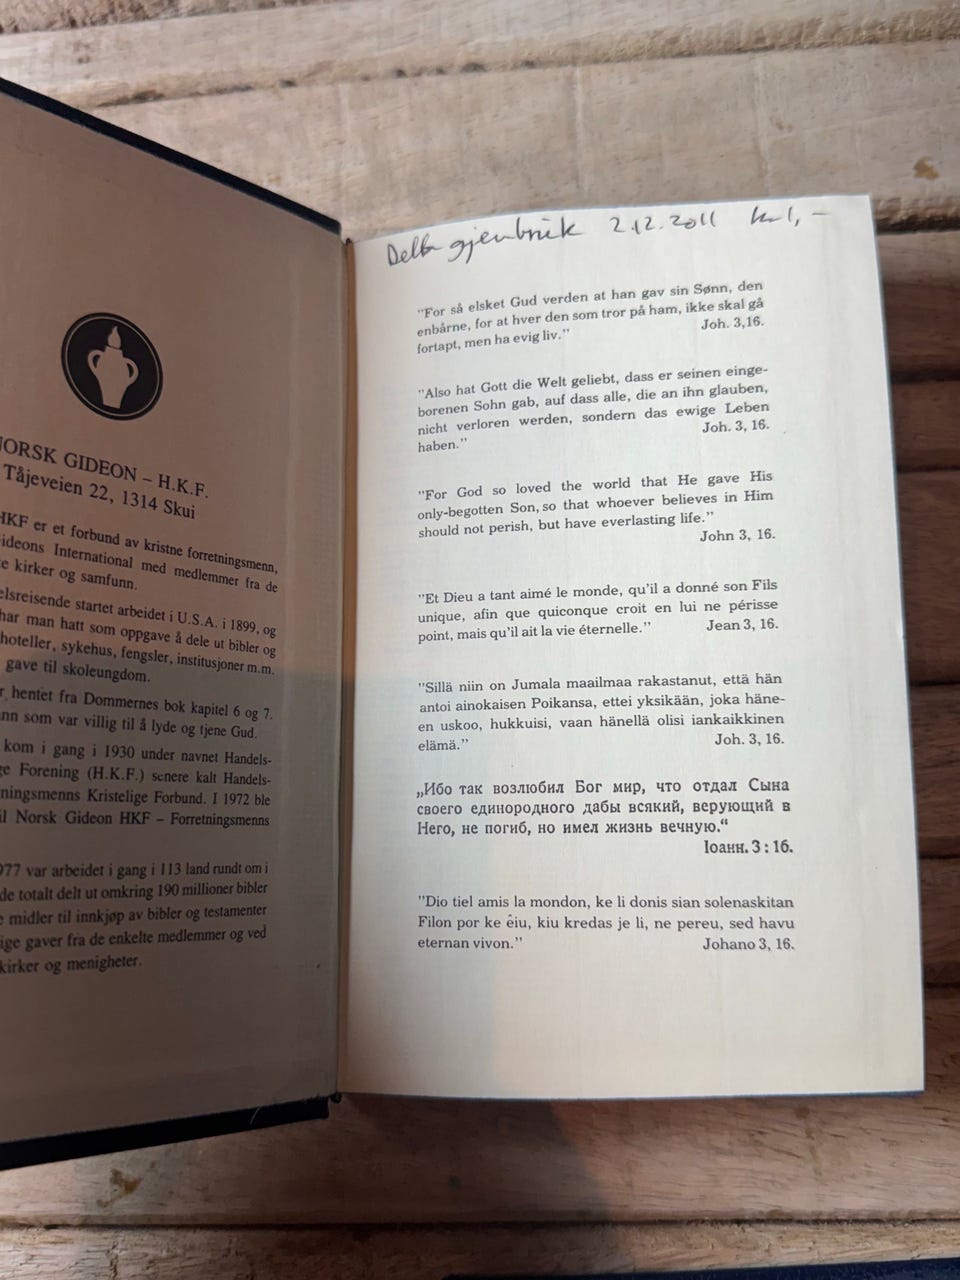 NORSK GIDEON – H.K.F.
Tåjeveien 22, 1314 Skui
HKF er et forbund av kristne forretningsmenn,
ideons International med medlemmer fra de
e kirker og samfunn.
elsreisende startet arbeidet i U.S.A. i 1899, og
har man hatt som oppgave å dele ut bibler og
hoteller, sykehus, fengsler, institusjoner m.m.
gave til skoleungdom.
r hentet fra Dommernes bok kapitel 6 og 7.
nn som var villig til å lyde og tjene Gud.
kom i gang i 1930 under navnet Handels-
ge Forening (H.K.F.) senere kalt Handels-
ningsmenns Kristelige Forbund. I 1972 ble
il Norsk Gideon HKF – Forretningsmenns
977 var arbeidet i gang i 113 land rundt om i
de totalt delt ut omkring 190 millioner bibler
e midler til innkjøp av bibler og testamenter
ige gaver fra de enkelte medlemmer og ved
kirker og menigheter.
Delta gjenbruk 2.12.2011 kr 1,–
"For så elsket Gud verden at han gav sin Sønn, den
enbårne, for at hver den som tror på ham, ikke skal gå
fortapt, men ha evig liv." Joh. 3,16.
"Also hat Gott die Welt geliebt, dass er seinen einge-
borenen Sohn gab, auf dass alle, die an ihn glauben,
nicht verloren werden, sondern das ewige Leben
haben." Joh. 3, 16.
"For God so loved the world that He gave His
only-begotten Son, so that whoever believes in Him
should not perish, but have everlasting life."
John 3, 16.
"Et Dieu a tant aimé le monde, qu'il a donné son Fils
unique, afin que quiconque croit en lui ne périsse
point, mais qu'il ait la vie éternelle." Jean 3, 16.
"Sillä niin on Jumala maailmaa rakastanut, että hän
antoi ainokaisen Poikansa, ettei yksikään, joka häne-
en uskoo, hukkuisi, vaan hänellä olisi iankaikkinen
elämä." Joh. 3, 16.
„Ибо так возлюбил Бог мир, что отдал Сына
своего единородного дабы всякий, верующий в
Него, не погиб, но имел жизнь вечную.“
Іоанн. 3 : 16.
"Dio tiel amis la mondon, ke li donis sian solenaskitan
Filon por ke êiu, kiu kredas je li, ne pereu, sed havu
eternan vivon." Johano 3, 16.